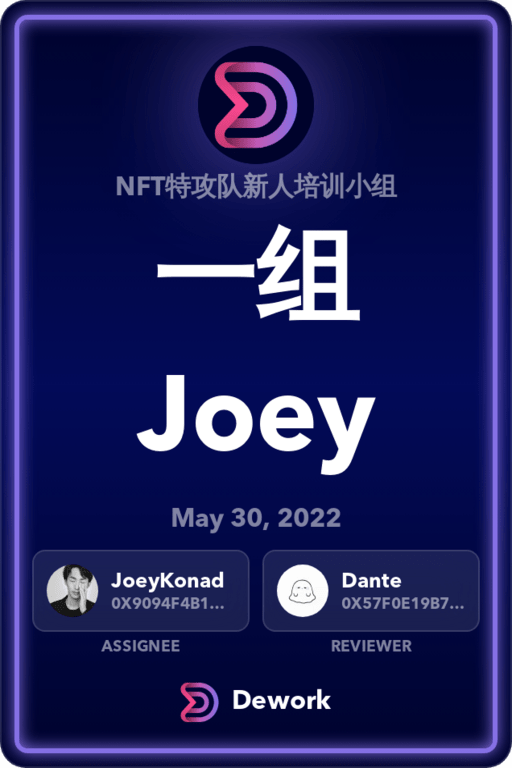 NFT特攻队新人培训小组
一组
Joey
May 30, 2022
JoeyKonad
0X9094F4B1...
ASSIGNEE
Dante
0X57F0E19B7...
REVIEWER
Dework